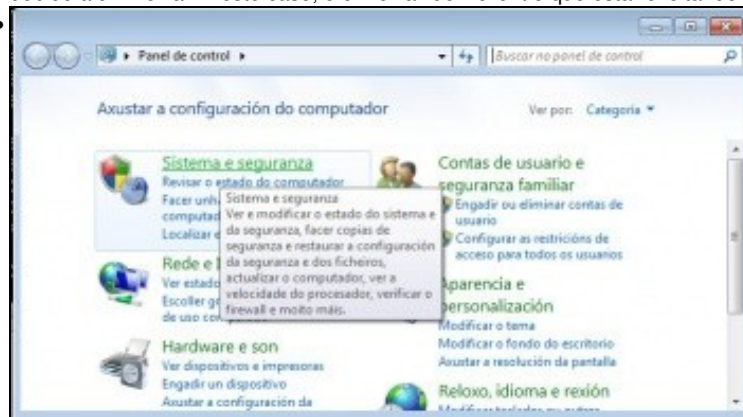 Panel de control
Buscar no panel de control
Axustar a configuración do computador
Ver por: Categoría
Sistema e seguranza
Revisar o estado do computador
Facer unha
computad
Localizar e
Sistema e seguranza
Ver e modificar o estado do sistema e
da seguranza, facer copias de
seguranza e restaurar a configuración
da seguranza e dos ficheiros,
actualizar o computador, ver a
velocidade do procesador, verificar o
firewall e moito máis.
Rede e
Ver estado
Escoller
de uso
Hardware e son
Ver dispositivos e impresoras
Engadir un dispositivo
Axustar a configuración da
Contas de usuario e
seguranza familiar
Engadir ou eliminar contas de
usuario
Configurar as restricións de
acceso para todos os usuarios
Aparencia e
personalización
Modificar o tema
Modificar o fondo do escritorio
Axustar a resolución da pantalla
Reloxo, idioma e rexión